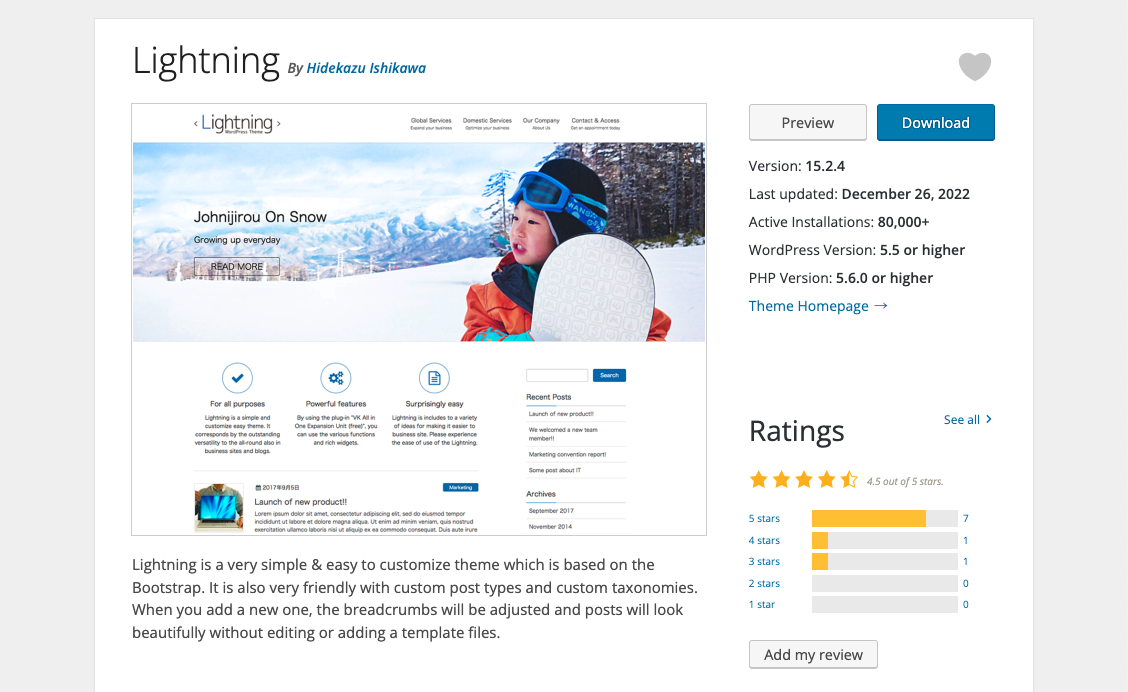 Lightning By Hidekazu Ishikawa
Preview
Download
Version: 15.2.4
Last updated: December 26, 2022
Active Installations: 80,000+
WordPress Version: 5.5 or higher
PHP Version: 5.6.0 or higher
Theme Homepage →
‹ Lightning ›
WordPress Theme
Global Services
Expand your business
Domestic Services
Optimize your business
Our Company
About Us
Contact & Access
Get an appointment today
Johnijirou On Snow
Growing up everyday
READ MORE
For all purposes
Lightning is a simple and
customize easy theme. It
corresponds by the outstanding
versatility to the all-round also in
business sites and blogs.
Powerful features
By using the plug-in "VK All in
One Expansion Unit (free)", you
can use the various functions
and rich widgets.
Surprisingly easy
Lightning is includes to a variety
of ideas for making it easier to
business site. Please experience
the ease of use of the Lightning.
Search
Recent Posts
Launch of new product!!
We welcomed a new team
member!!
Marketing convention report!
Some post about IT
Archives
September 2017
November 2014
2017年9月5日
Marketing
Launch of new product!!
Lorem ipsum dolor sit amet, consectetur adipiscing elit, sed do eiusmod tempor
incididunt ut labore et dolore magna aliqua. Ut enim ad minim veniam, quis nostrud
exercitation ullamco laboris nisi ut aliquip ex ea commodo consequat. Duis aute irure
Lightning is a very simple & easy to customize theme which is based on the
Bootstrap. It is also very friendly with custom post types and custom taxonomies.
When you add a new one, the breadcrumbs will be adjusted and posts will look
beautifully without editing or adding a template files.
Ratings
See all
4.5 out of 5 stars.
5 stars 7
4 stars 1
3 stars 1
2 stars 0
1 star 0
Add my review